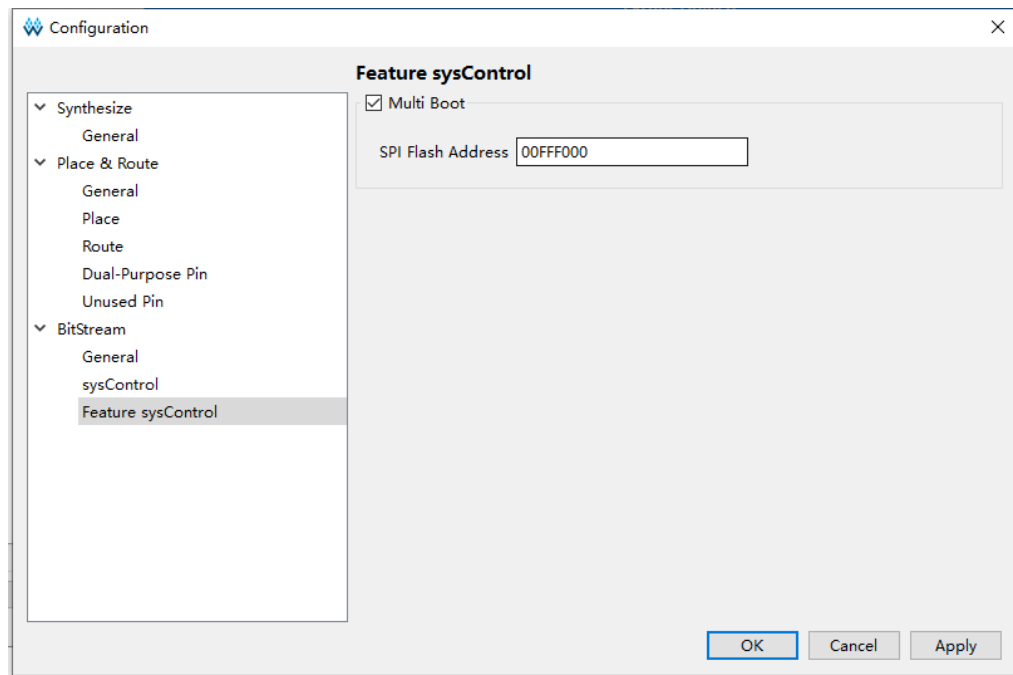 Configuration
Feature sysControl
Synthesize
General
Place & Route
General
Place
Route
Dual-Purpose Pin
Unused Pin
BitStream
General
sysControl
Feature sysControl
Multi Boot
SPI Flash Address 00FFF000
OK Cancel Apply